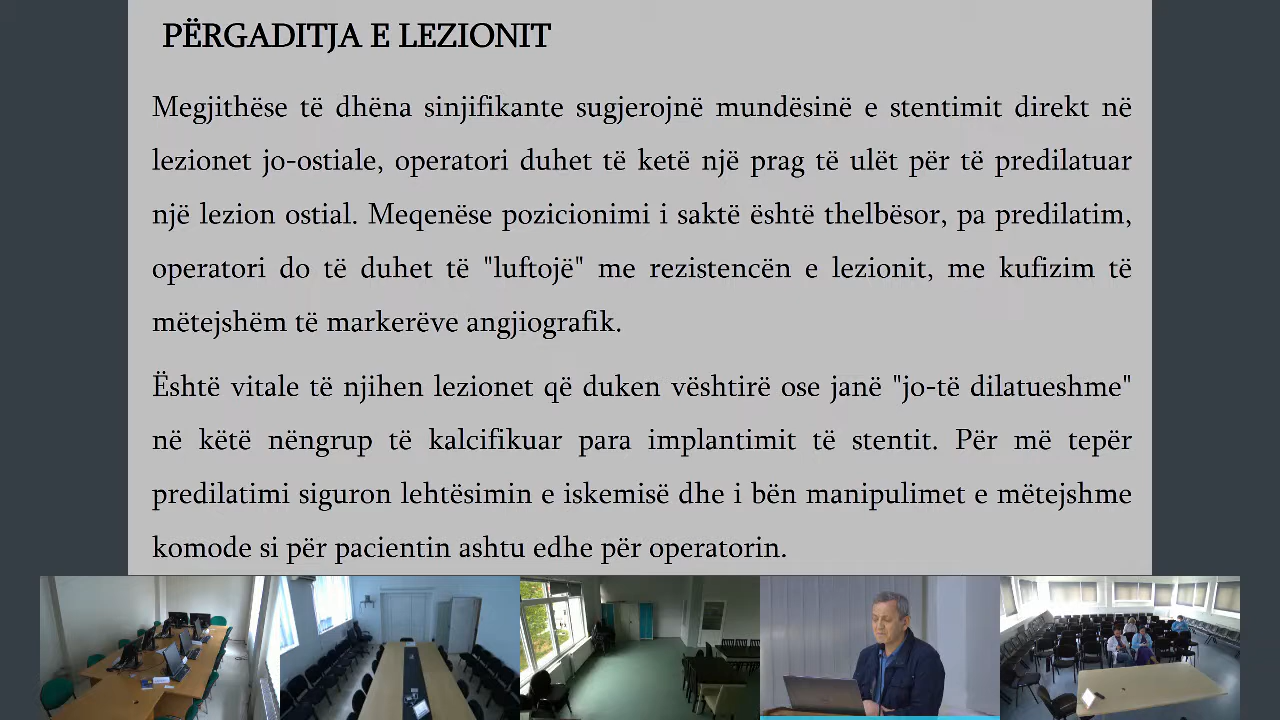 PËRGADITJA E LEZIONIT
Megjithëse të dhëna sinjifikante sugjerojnë mundësinë e stentimit direkt në
lezionet jo-ostiale, operatori duhet të ketë një prag të ulët për të predilatuar
një lezion ostial. Meqenëse pozicionimi i saktë është thelbësor, pa predilatim,
operatori do të duhet të "luftojë" me rezistencën e lezionit, me kufizim të
mëtejshëm të markerëve angjiografik.
Është vitale të njihen lezionet që duken vështirë ose janë "jo-të dilatueshme"
në këtë nëngrup të kalcifikuar para implantimit të stentit. Për më tepër
predilatimi siguron lehtësimin e iskemisë dhe i bën manipulimet e mëtejshme
komode si për pacientin ashtu edhe për operatorin.